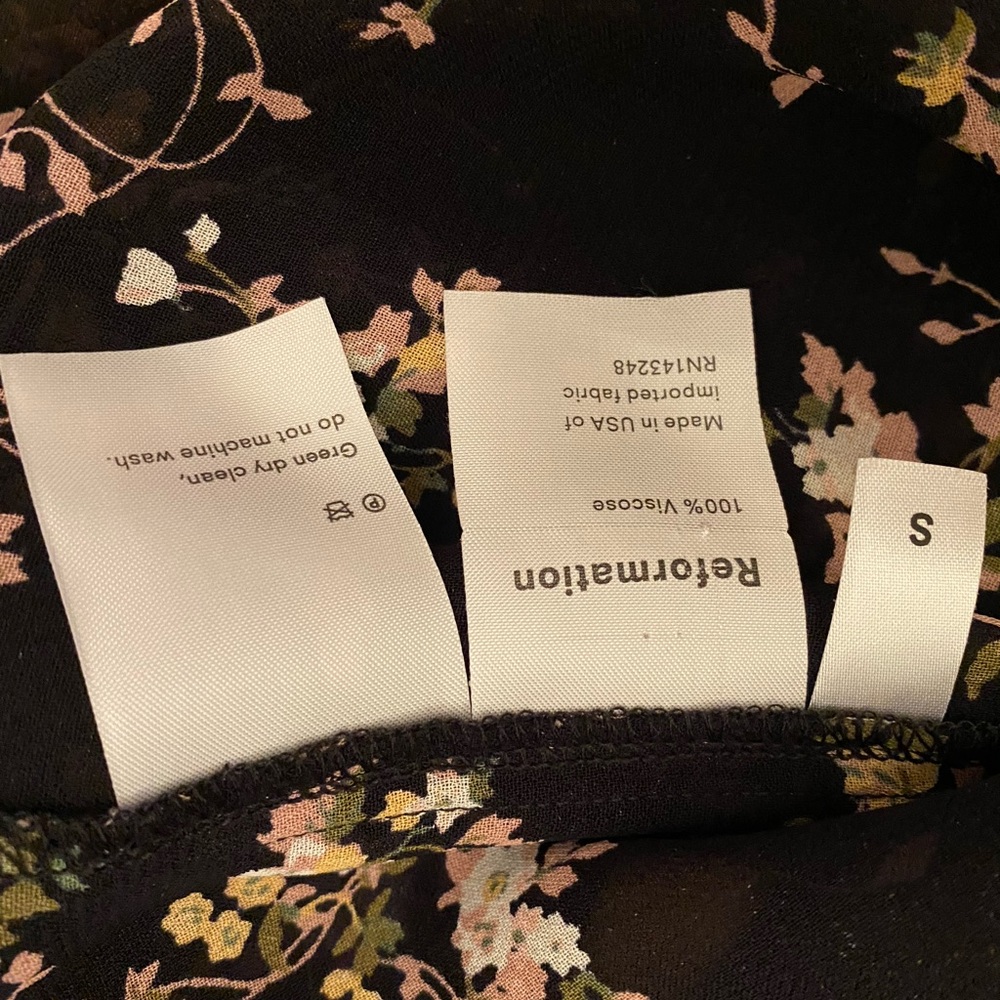 Green dry clean,
do not machine wash.
P
Reformation
100% Viscose
Made in USA of
imported fabric
RN143248
S